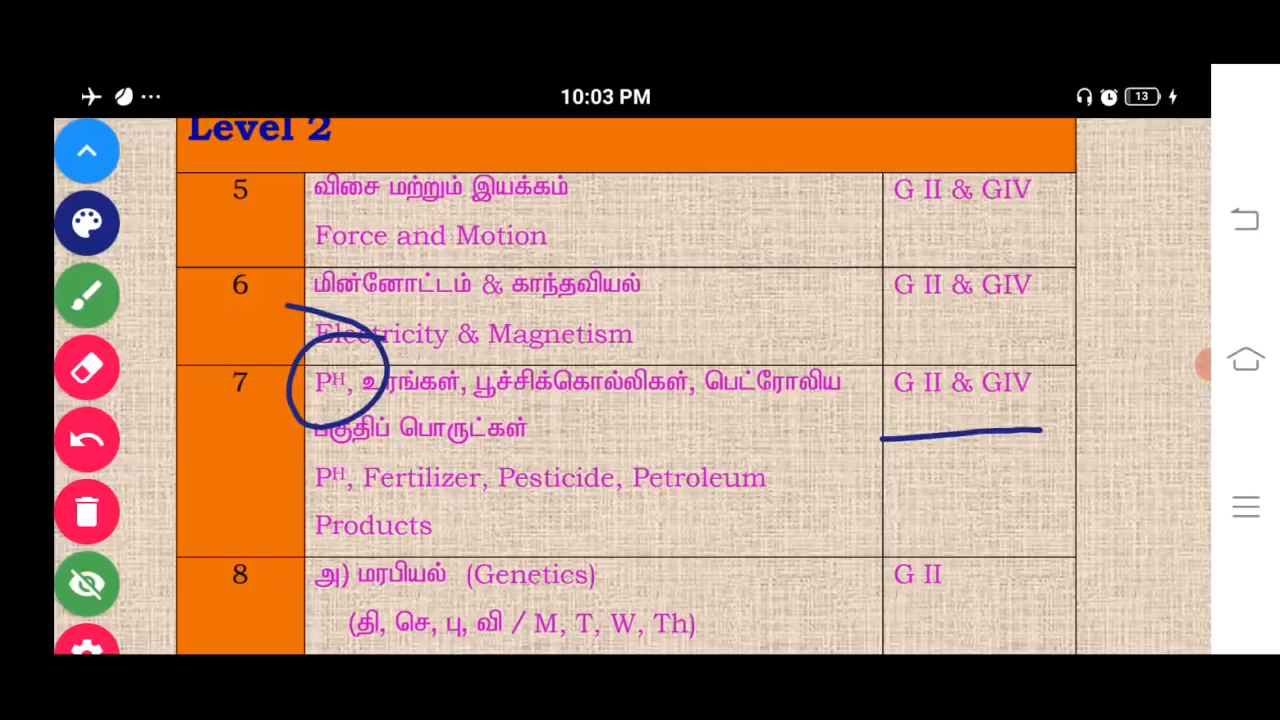 10:03 PM
13
Level 2
5
விசை மற்றும் இயக்கம்
G II & GIV
Force and Motion
6
மின்னோட்டம் & காந்தவியல்
G II & GIV
Electricity & Magnetism
7
Pᴴ, உரங்கள், பூச்சிக்கொல்லிகள், பெட்ரோலிய
G II & GIV
பகுதிப் பொருட்கள்
Pᴴ, Fertilizer, Pesticide, Petroleum
Products
8
அ) மரபியல் (Genetics)
G II
(தி, செ, பு, வி / M, T, W, Th)